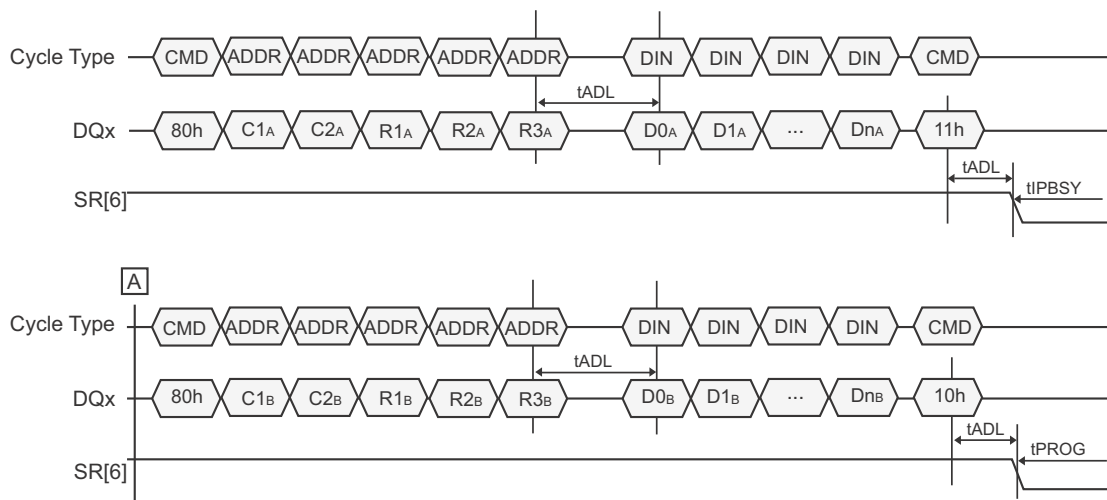 Cycle Type CMD ADDR ADDR ADDR ADDR ADDR DIN DIN DIN DIN CMD
tADL
DQx 80h C1A C2A R1A R2A R3A D0A D1A ... DnA 11h
tADL
SR[6] tIPBSY
A
Cycle Type CMD ADDR ADDR ADDR ADDR ADDR DIN DIN DIN DIN CMD
tADL
DQx 80h C1B C2B R1B R2B R3B D0B D1B ... DnB 10h
tADL
SR[6] tPROG